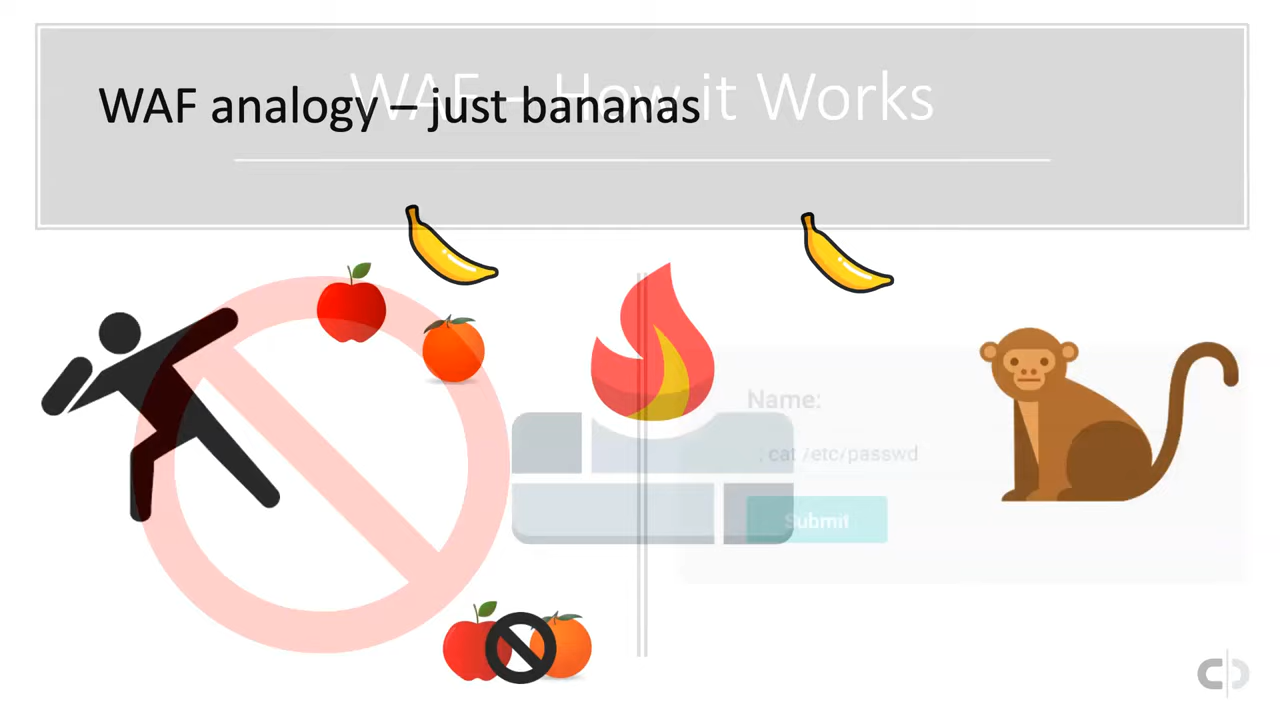 WAF – How it Works
WAF analogy – just bananas
Name:
; cat /etc/passwd
Submit